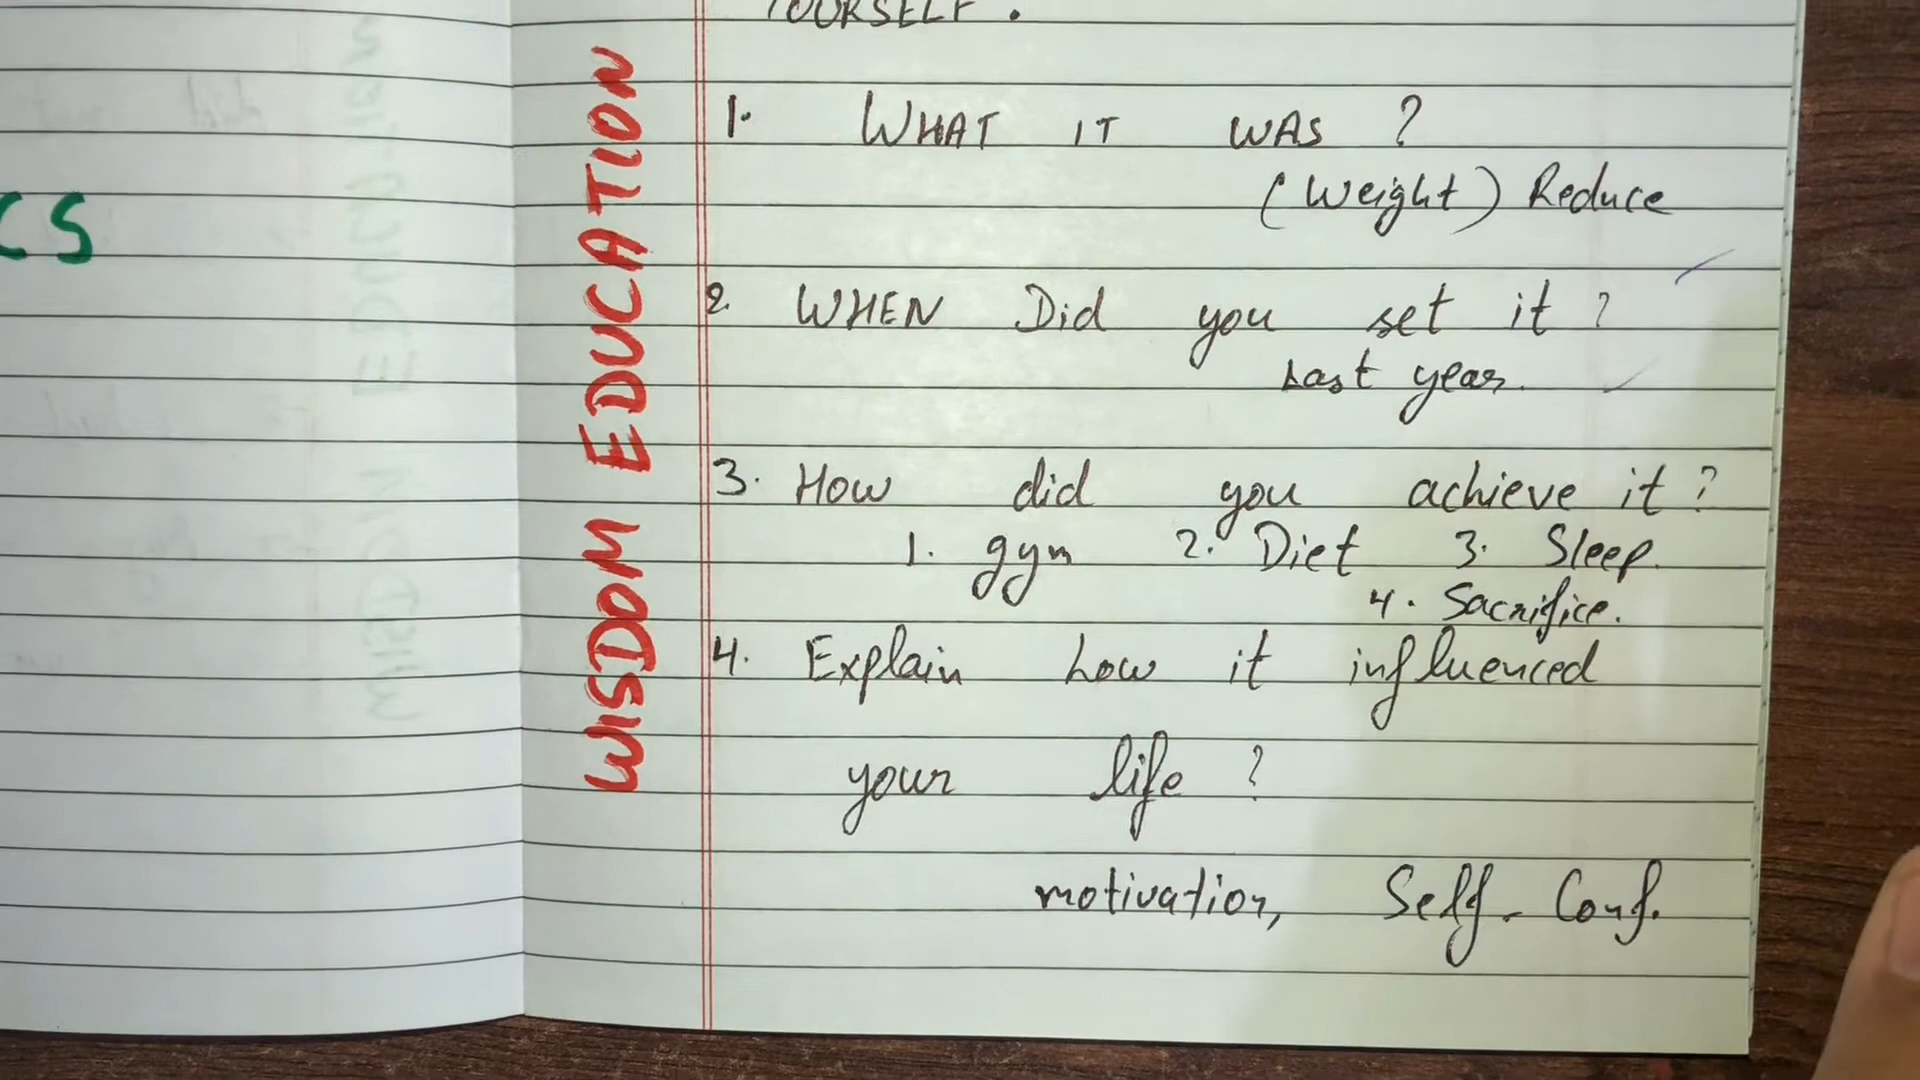 CS
WISDOM EDUCATION
YOURSELF.
1. WHAT IT WAS ?
(Weight) Reduce
2. WHEN Did you set it ?
Last year.
3. How did you achieve it ?
1. gym 2. Diet 3. Sleep.
4. Sacrifice.
4. Explain how it influenced
your life ?
motivation, Self-Conf.